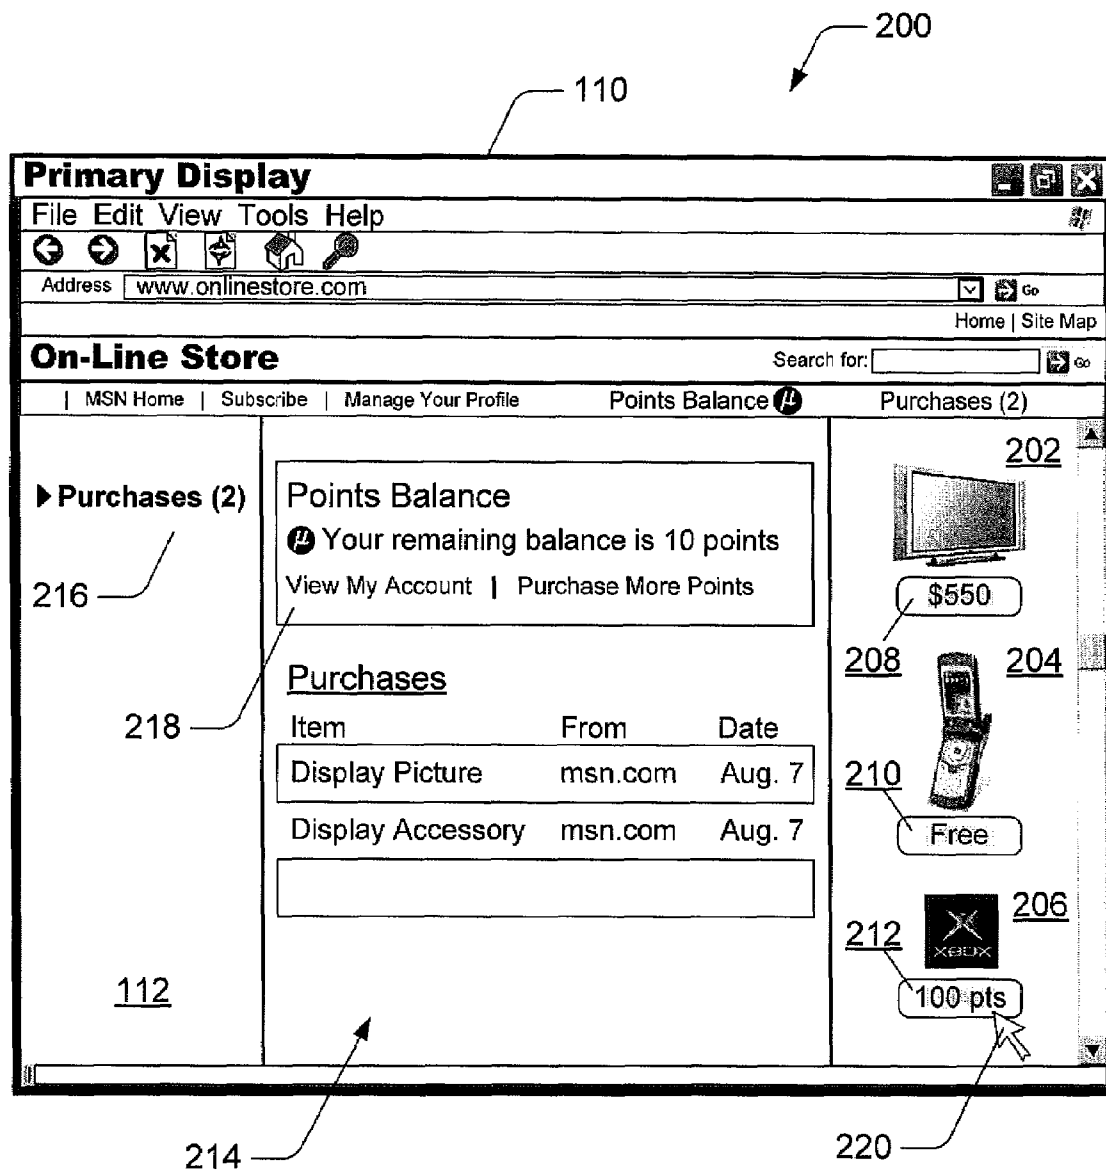 200
110
Primary Display
File Edit View Tools Help
Address www.onlinestore.com Go
Home | Site Map
On-Line Store Search for: Go
| MSN Home | Subscribe | Manage Your Profile Points Balance μ Purchases (2)
202
▶Purchases (2)
216
Points Balance
μ Your remaining balance is 10 points
View My Account | Purchase More Points
218
$550
208
204
Purchases
Item From Date
Display Picture msn.com Aug. 7
Display Accessory msn.com Aug. 7
210
Free
206
212
XBOX
100 pts
112
214
220